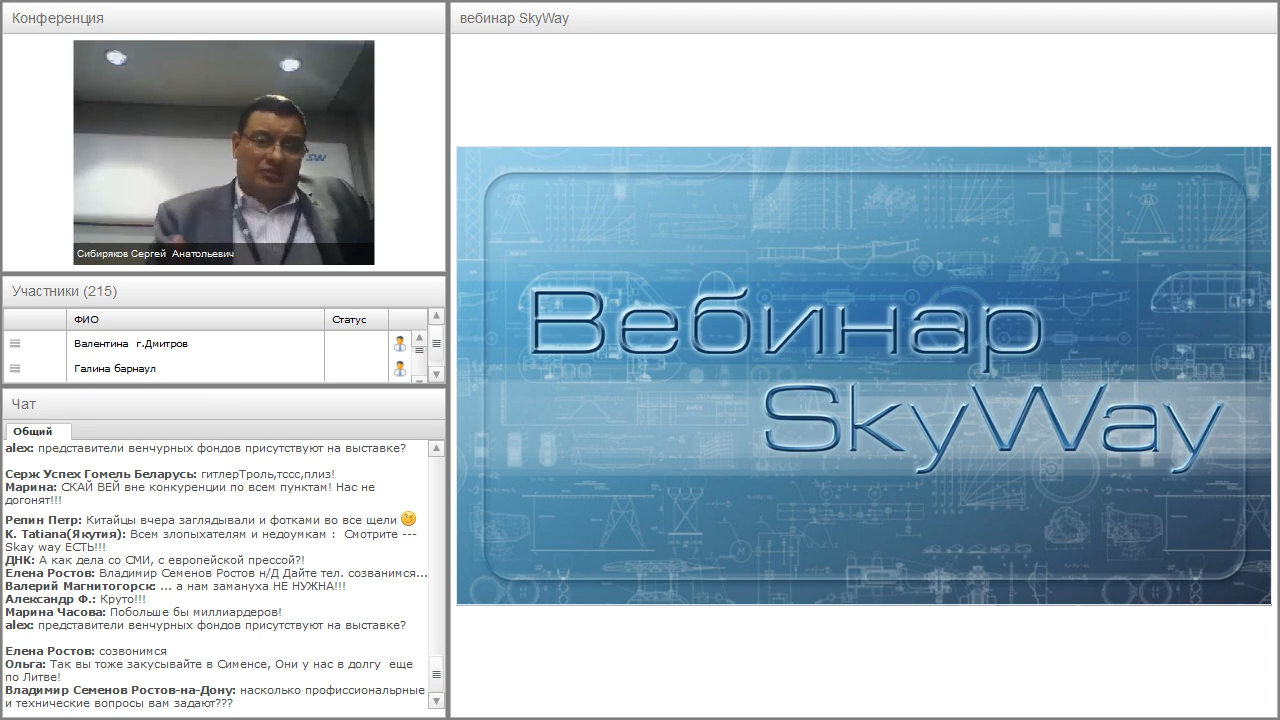 Конференция
SW
Сибиряков Сергей Анатольевич
Участники (215)
ФИО
Статус
Валентина г.Дмитров
Галина барнаул
Чат
Общий
alex: представители венчурных фондов присутствуют на выставке?
Серж Успех Гомель Беларусь: гитлерТроль,тссс,плиз!
Марина: СКАЙ ВЕЙ вне конкуренции по всем пунктам! Нас не
догонят!!!
Репин Петр: Китайцы вчера заглядывали и фотками во все щели
K. Tatiana(Якутия): Всем злопыхателям и недоумкам : Смотрите ---
Skay way ЕСТЬ!!!
ДНК: А как дела со СМИ, с европейской прессой?!
Елена Ростов: Владиимир Семенов Ростов н/Д Дайте тел. созванимся...
Валерий Магнитогорск: ... а нам замануха НЕ НУЖНА!!!
Александр Ф.: Круто!!!
Марина Часова: Побольше бы миллиардеров!
alex: представители венчурных фондов присутствуют на выставке?
Елена Ростов: созвонимся
Ольга: Так вы тоже закусывайте в Сименсе, Они у нас в долгу еще
по Литве!
Владимир Семенов Ростов-на-Дону: насколько профиссиональрные
и технические вопросы вам задают???
вебинар SkyWay
Вебинар
SkyWay